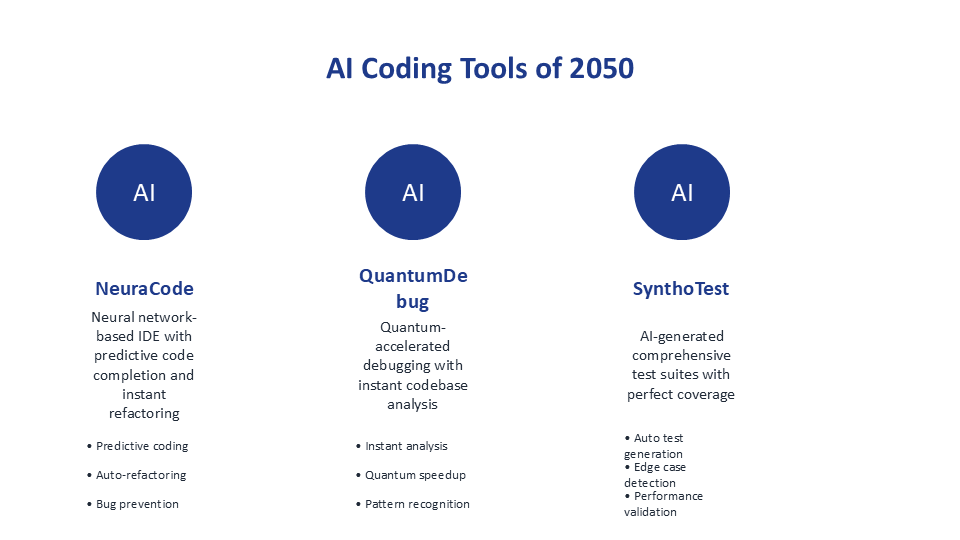 AI Coding Tools of 2050
AI
AI
AI
NeuraCode
Neural network-
based IDE with
predictive code
completion and
instant
refactoring
• Predictive coding
• Auto-refactoring
• Bug prevention
QuantumDe
bug
Quantum-
accelerated
debugging with
instant codebase
analysis
• Instant analysis
• Quantum speedup
• Pattern recognition
SynthoTest
AI-generated
comprehensive
test suites with
perfect coverage
• Auto test
generation
• Edge case
detection
• Performance
validation